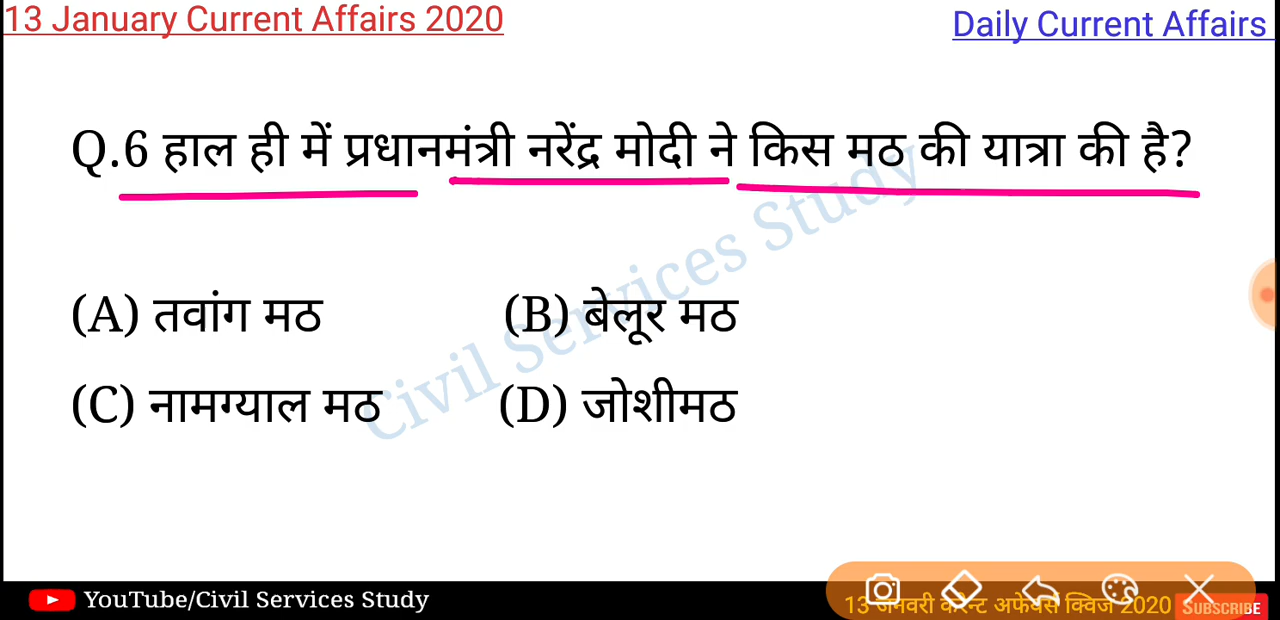 13 January Current Affairs 2020
Daily Current Affairs
Q.6 हाल ही में प्रधानमंत्री नरेंद्र मोदी ने किस मठ की यात्रा की है?
Civil Services Study
(A) तवांग मठ
(B) बेलूर मठ
(C) नामग्याल मठ
(D) जोशीमठ
YouTube/Civil Services Study
13 जनवरी करेन्ट अफेयर्स क्विज 2020
SUBSCRIBE